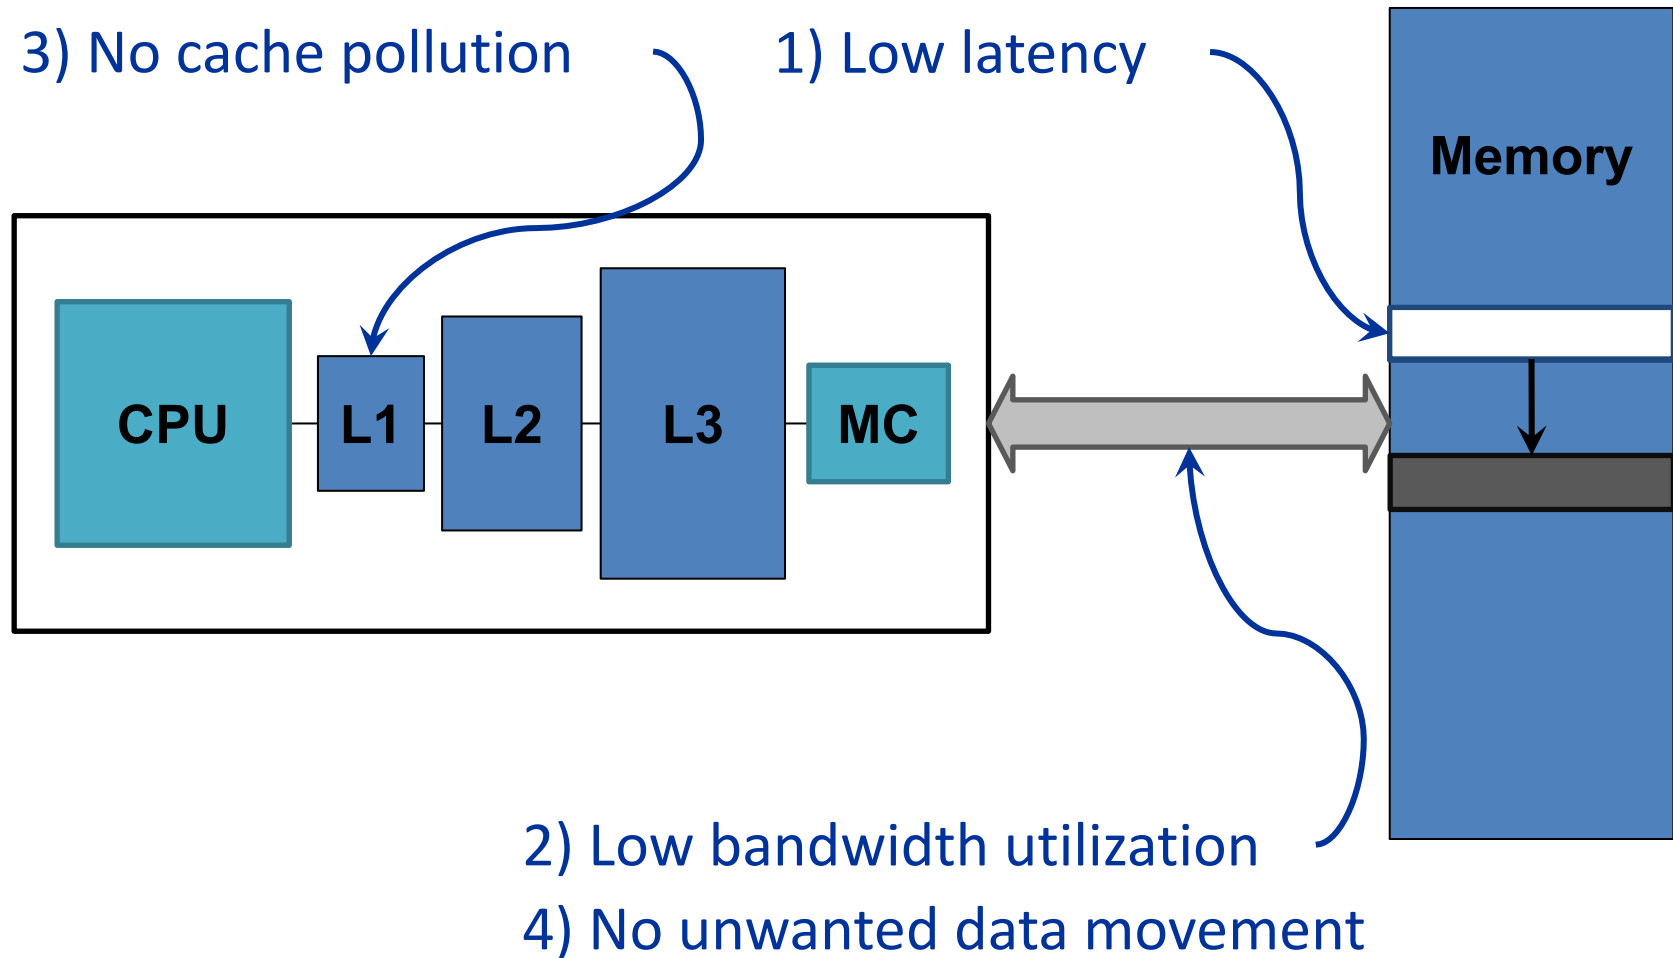 3) No cache pollution
1) Low latency
Memory
CPU
L1
L2
L3
MC
2) Low bandwidth utilization
4) No unwanted data movement